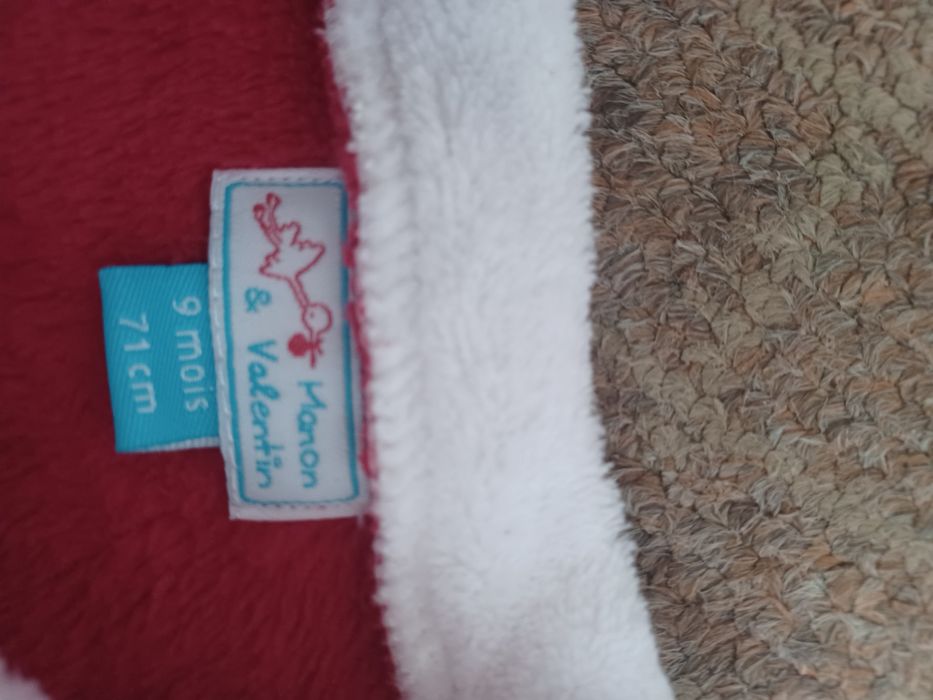 Manon
& Valentin
9 mois
71 cm